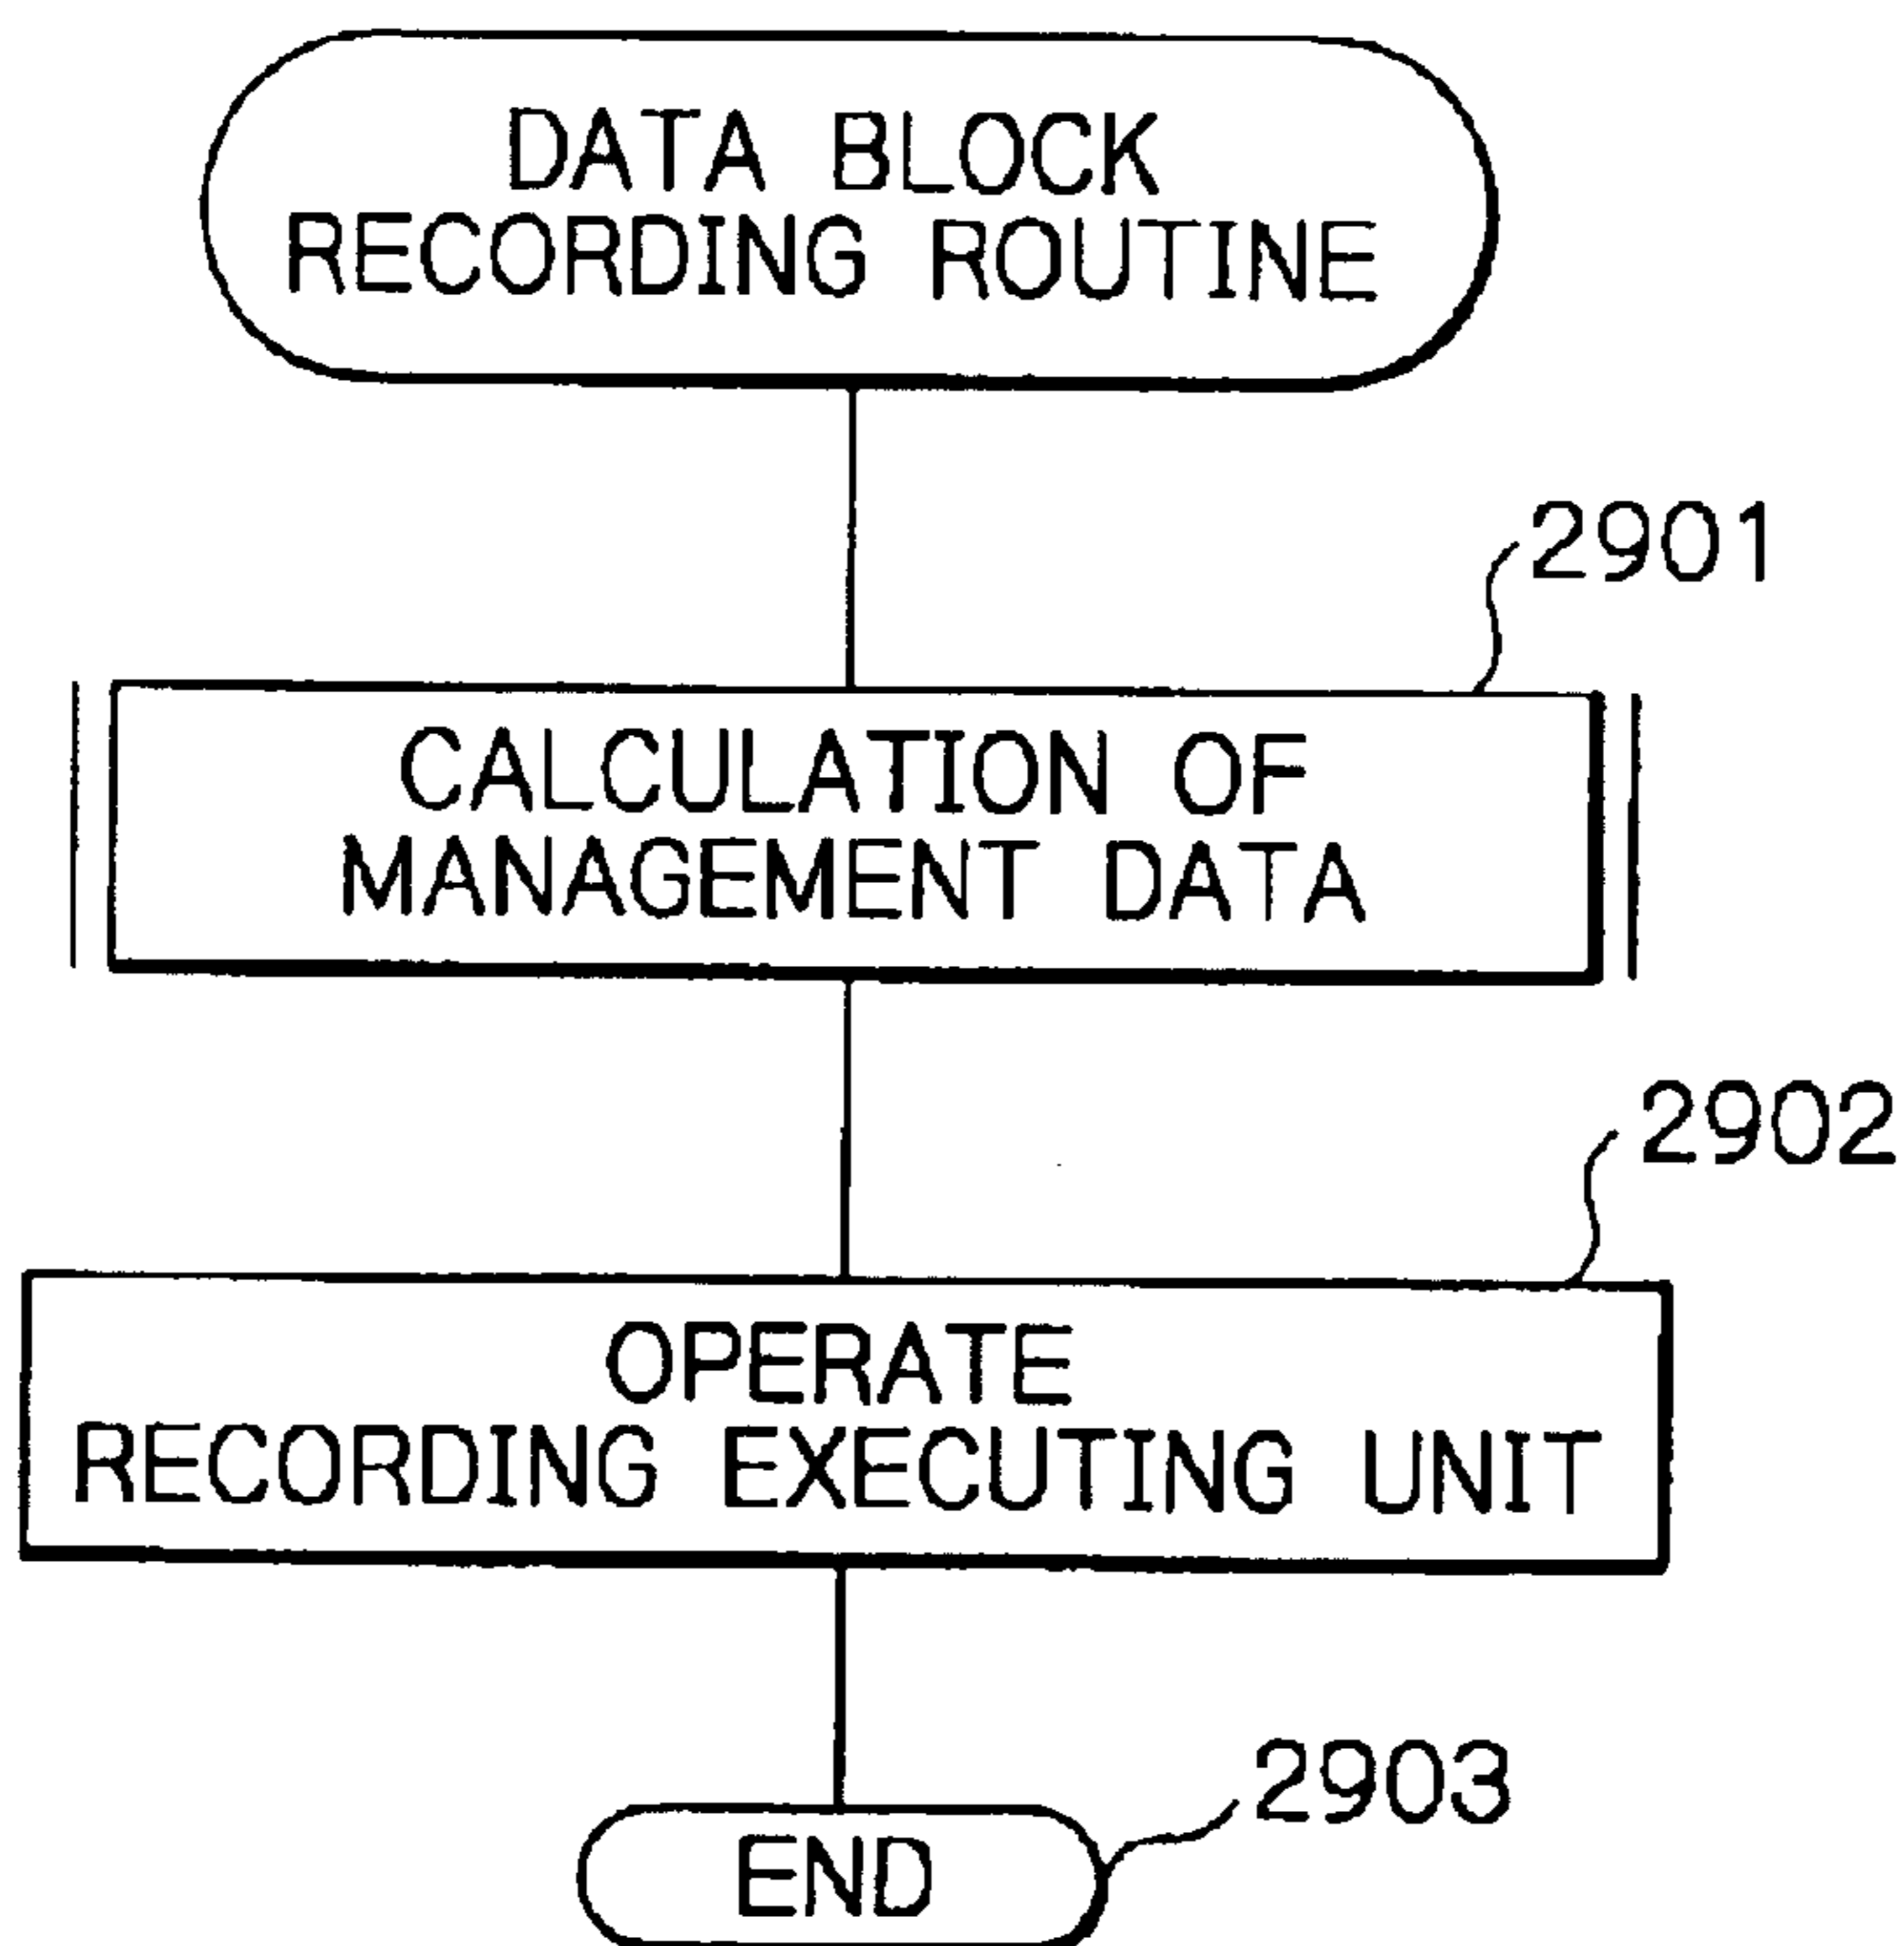 DATA BLOCK
RECORDING ROUTINE
2901
CALCULATION OF
MANAGEMENT DATA
2902
OPERATE
RECORDING EXECUTING UNIT
2903
END